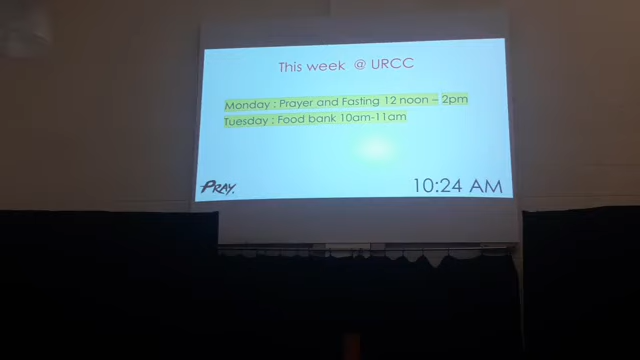 This week @ URCC
Monday : Prayer and Fasting 12 noon – 2pm
Tuesday : Food bank 10am-11am
PRAY.
10:24 AM